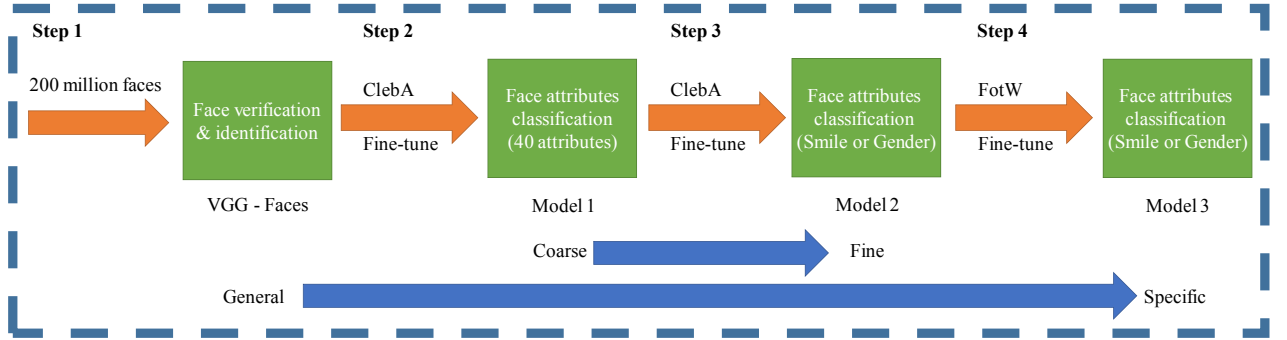 Step 1
Step 2
Step 3
Step 4
200 million faces
Face verification
& identification
VGG - Faces
ClebA
Fine-tune
Face attributes
classification
(40 attributes)
Model 1
ClebA
Fine-tune
Face attributes
classification
(Smile or Gender)
Model 2
FotW
Fine-tune
Face attributes
classification
(Smile or Gender)
Model 3
Coarse
Fine
General
Specific